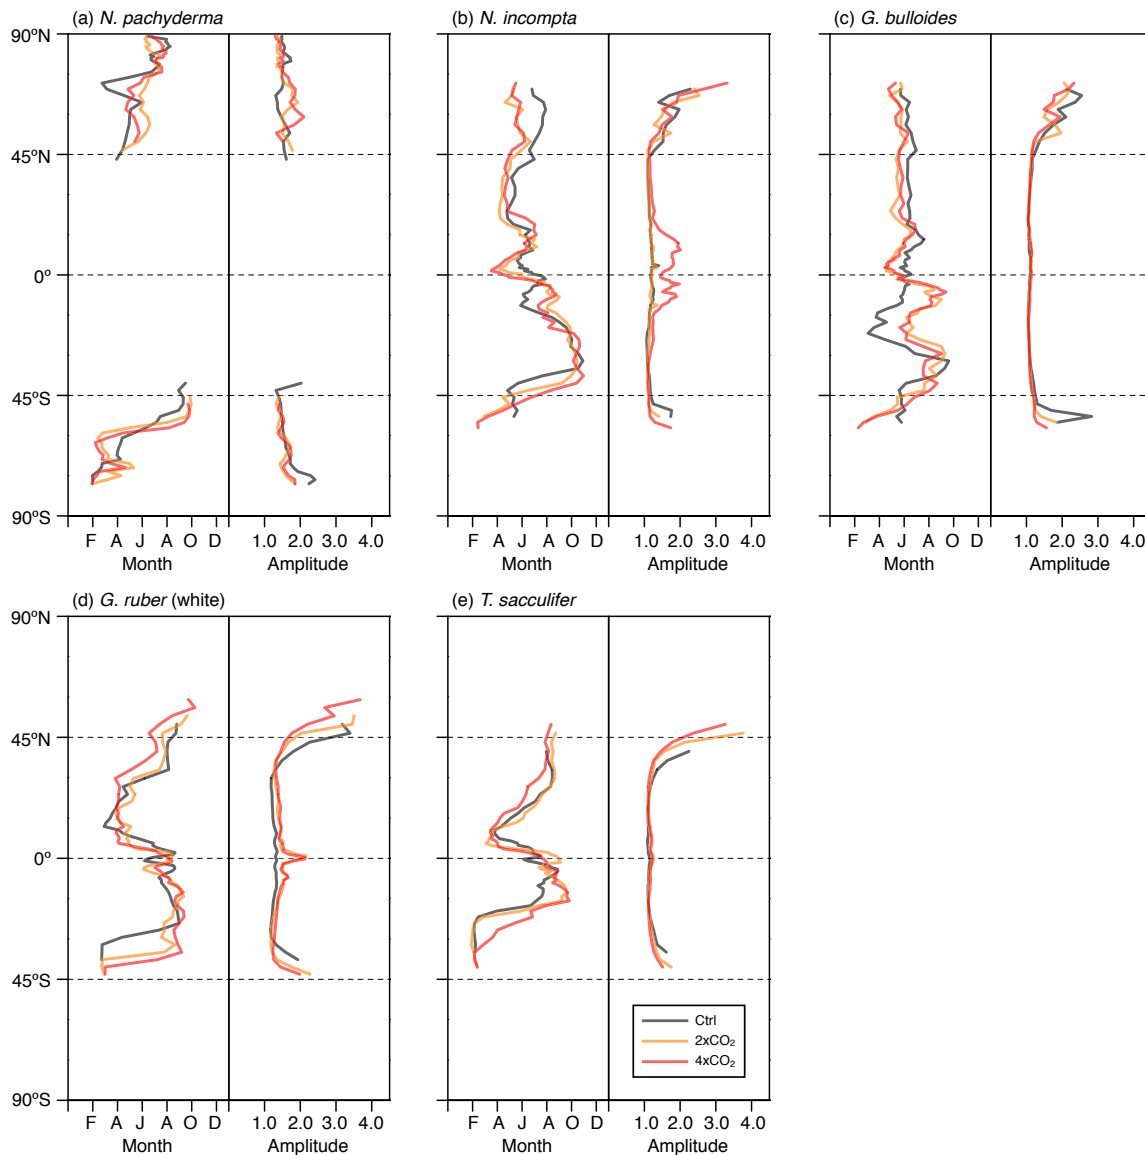 (a) N. pachyderma
(b) N. incompta
(c) G. bulloides
90ºN
45ºN
0º
45ºS
90ºS
F A J A O D
1.0 2.0 3.0 4.0
F A J A O D
1.0 2.0 3.0 4.0
F A J A O D
1.0 2.0 3.0 4.0
Month
Amplitude
Month
Amplitude
Month
Amplitude
(d) G. ruber (white)
(e) T. sacculifer
90ºN
45ºN
0º
45ºS
90ºS
Ctrl
2xCO₂
4xCO₂
F A J A O D
1.0 2.0 3.0 4.0
F A J A O D
1.0 2.0 3.0 4.0
Month
Amplitude
Month
Amplitude